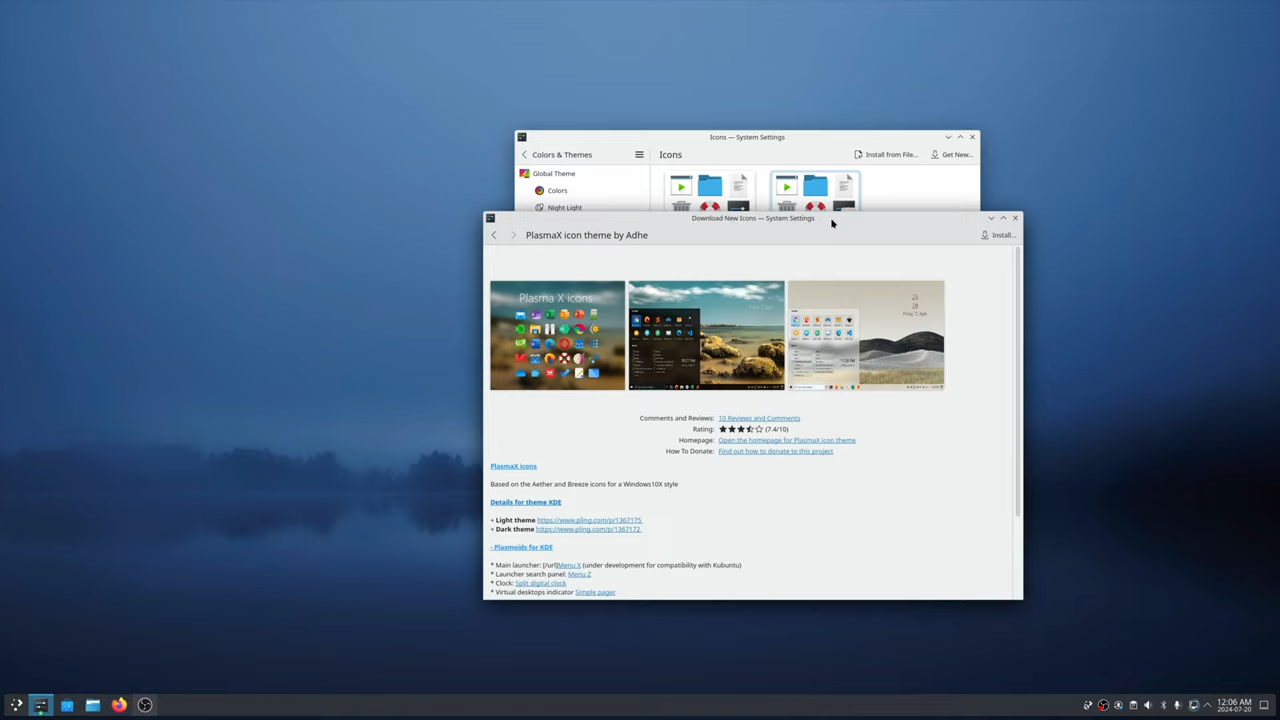 Icons — System Settings
Colors & Themes
Icons
Install from File...
Get New...
Global Theme
Colors
Night Light
Download New Icons — System Settings
PlasmaX icon theme by Adhe
Install...
Plasma X icons
Comments and Reviews: 10 Reviews and Comments
Rating: (7.4/10)
Homepage: Open the homepage for PlasmaX icon theme
How To Donate: Find out how to donate to this project
PlasmaX icons
Based on the Aether and Breeze icons for a Windows10X style
Details for theme KDE
+ Light theme https://www.pling.com/p/1367175
+ Dark theme https://www.pling.com/p/1367172
- Plasmoids for KDE
* Main launcher: [/url]Menu X (under development for compatibility with Kubuntu)
* Launcher search panel: Menu Z
* Clock: Split digital clock
* Virtual desktops indicator Simple pager
12:06 AM
2024-07-20